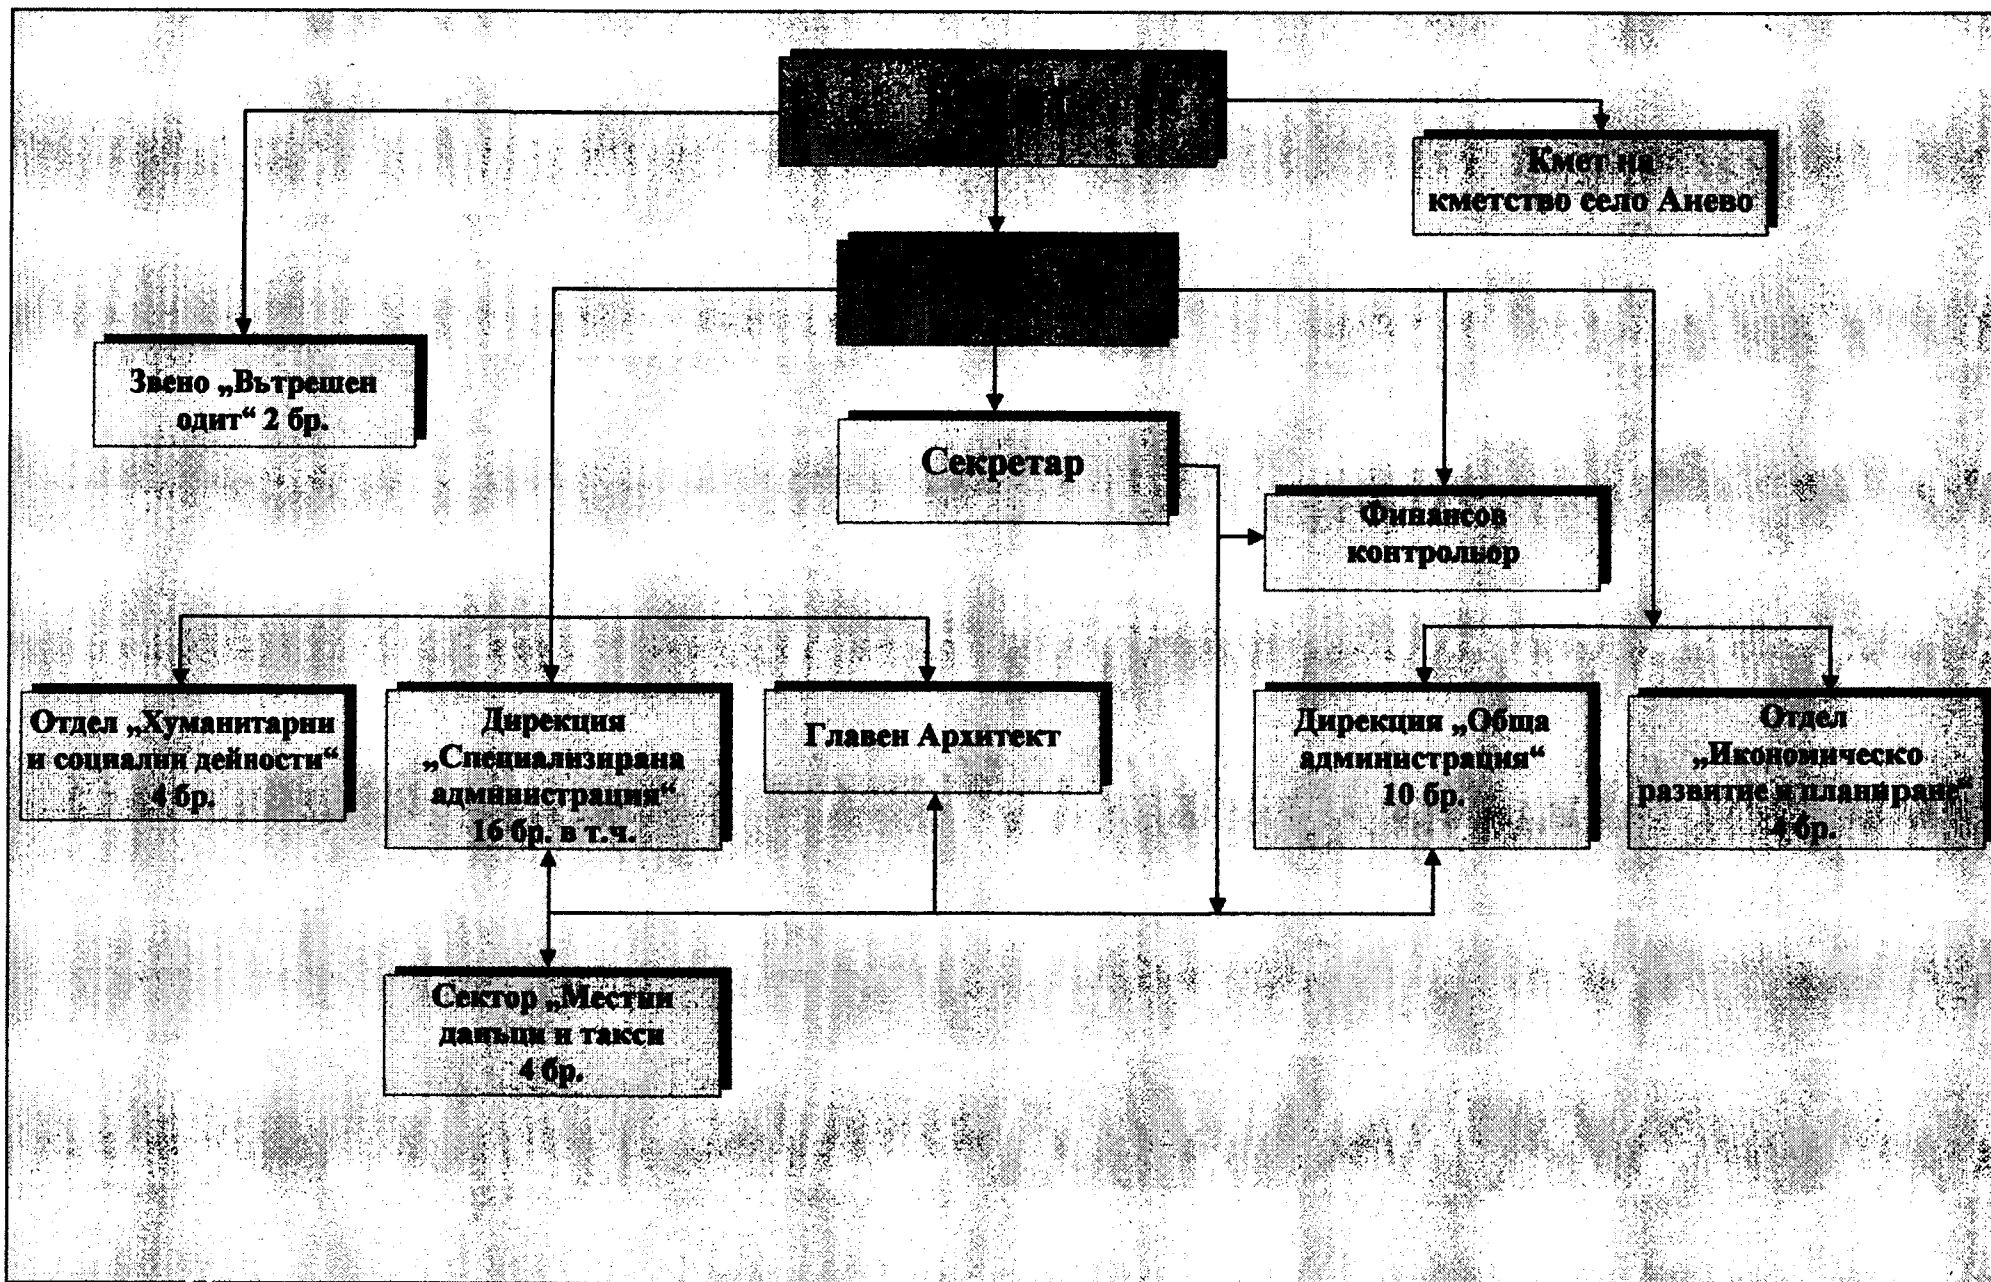 Кмет на
кметство село Анево
Звено „Вътрешен
одит“ 2 бр.
Секретар
Финансов
контрольор
Отдел „Хуманитарни
и социални дейности“
4 бр.
Дирекция
„Специализирана
администрация“
16 бр. в т.ч.
Главен Архитект
Дирекция „Обща
администрация“
10 бр.
Отдел
„Икономическо
развитие и планиране“
4 бр.
Сектор „Местни
данъци и такси
4 бр.